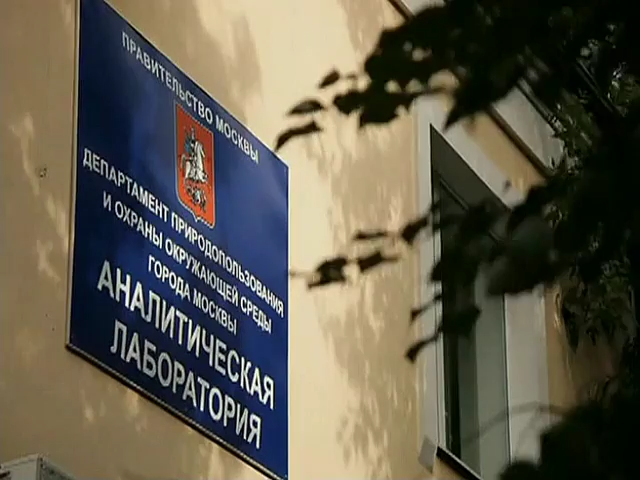 ПРАВИТЕЛЬСТВО МОСКВЫ
ДЕПАРТАМЕНТ ПРИРОДОПОЛЬЗОВАНИЯ
И ОХРАНЫ ОКРУЖАЮЩЕЙ СРЕДЫ
ГОРОДА МОСКВЫ
АНАЛИТИЧЕСКАЯ
ЛАБОРАТОРИЯ